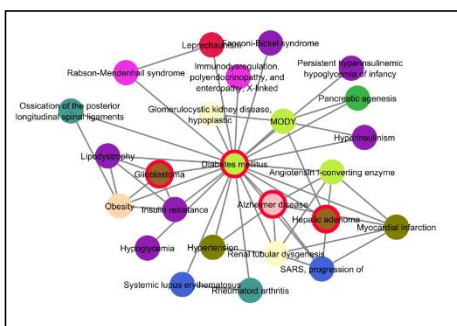 Leprechaunism
Fanconi-Bickel syndrome
Rabson-Mendenhall syndrome
Immunodysregulation,
polyendocrinopathy, and
enteropathy, X-linked
Persistent hyperinsulinemic
hypoglycemia of infancy
Pancreatic agenesis
Ossication of the posterior
longitudinal spinal ligaments
Glomerulocystic kidney disease,
hypoplastic
MODY
Hyperinsulinism
Lipodystrophy
Diabetes mellitus
Glioblastoma
Angiotensin I-converting enzyme
Obesity
Insulin resistance
Alzheimer disease
Hepatic adenoma
Myocardial infarction
Hypoglycemia
Hypertension
Renal tubular dysgenesis
SARS, progression of
Systemic lupus erythematosus
Rheumatoid arthritis